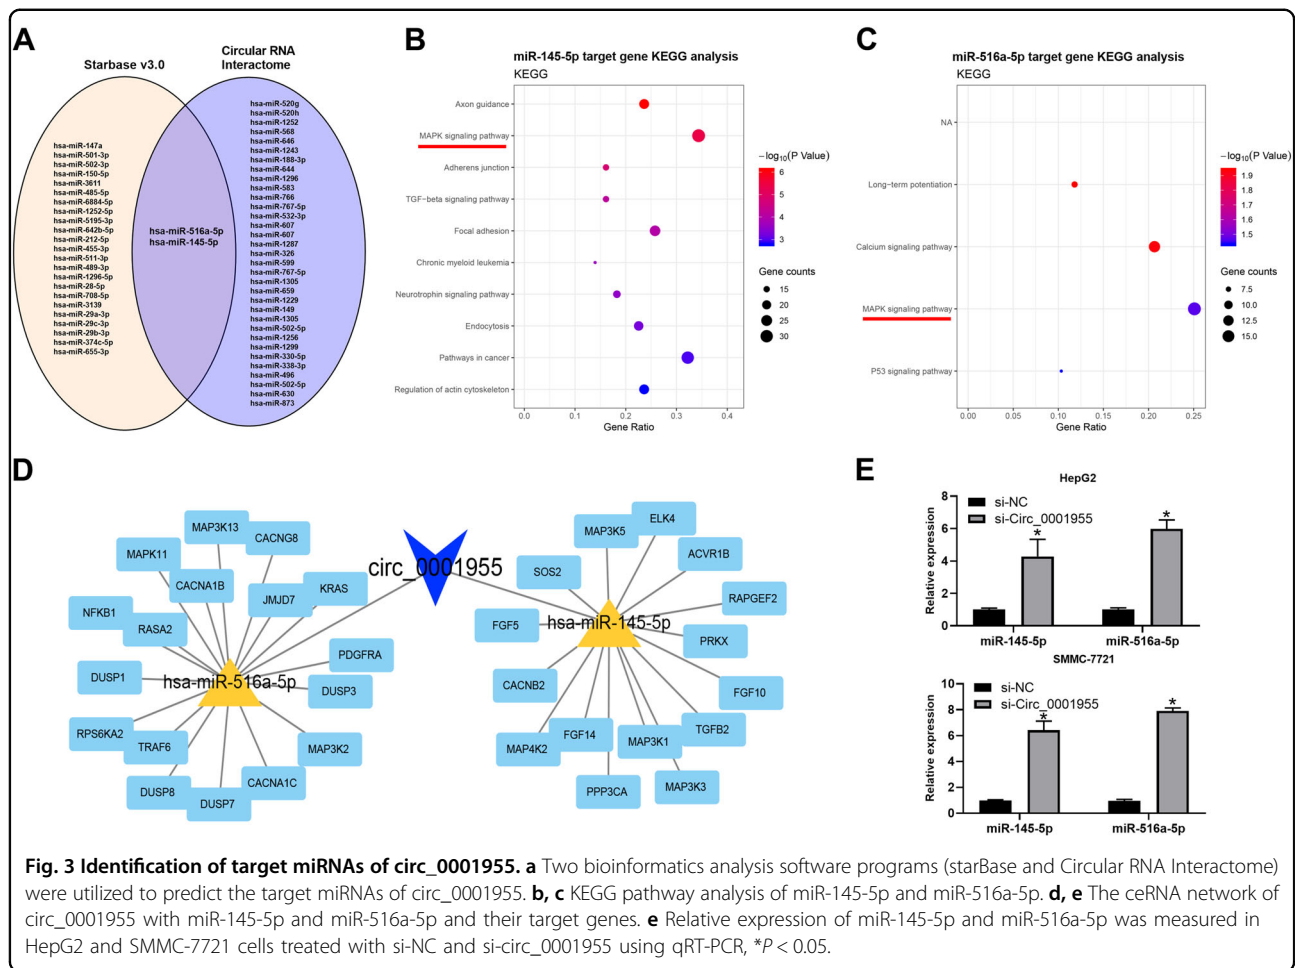 A
Starbase v3.0
Circular RNA
Interactome
hsa-miR-147a
hsa-miR-501-3p
hsa-miR-502-3p
hsa-miR-150-5p
hsa-miR-3611
hsa-miR-485-5p
hsa-miR-6884-5p
hsa-miR-1252-5p
hsa-miR-5195-3p
hsa-miR-642b-5p
hsa-miR-212-5p
hsa-miR-455-3p
hsa-miR-511-3p
hsa-miR-489-3p
hsa-miR-1296-5p
hsa-miR-28-5p
hsa-miR-708-5p
hsa-miR-3139
hsa-miR-29a-3p
hsa-miR-29c-3p
hsa-miR-29b-3p
hsa-miR-374c-5p
hsa-miR-655-3p
hsa-miR-516a-5p
hsa-miR-145-5p
hsa-miR-520g
hsa-miR-520h
hsa-miR-1252
hsa-miR-568
hsa-miR-646
hsa-miR-1243
hsa-miR-188-3p
hsa-miR-644
hsa-miR-1296
hsa-miR-583
hsa-miR-766
hsa-miR-767-5p
hsa-miR-532-3p
hsa-miR-607
hsa-miR-607
hsa-miR-1287
hsa-miR-326
hsa-miR-599
hsa-miR-767-5p
hsa-miR-1305
hsa-miR-659
hsa-miR-1229
hsa-miR-149
hsa-miR-1305
hsa-miR-502-5p
hsa-miR-1256
hsa-miR-1299
hsa-miR-330-5p
hsa-miR-338-3p
hsa-miR-496
hsa-miR-502-5p
hsa-miR-630
hsa-miR-873
B
miR-145-5p target gene KEGG analysis
KEGG
Axon guidance
MAPK signaling pathway
Adherens junction
TGF-beta signaling pathway
Focal adhesion
Chronic myeloid leukemia
Neurotrophin signaling pathway
Endocytosis
Pathways in cancer
Regulation of actin cytoskeleton
0.0 0.1 0.2 0.3 0.4
Gene Ratio
−log₁₀(P Value)
6
5
4
3
Gene counts
15
20
25
30
C
miR-516a-5p target gene KEGG analysis
KEGG
NA
Long-term potentiation
Calcium signaling pathway
MAPK signaling pathway
P53 signaling pathway
0.00 0.05 0.10 0.15 0.20 0.25
Gene Ratio
−log₁₀(P Value)
1.9
1.8
1.7
1.6
1.5
Gene counts
7.5
10.0
12.5
15.0
D
MAP3K13
CACNG8
MAPK11
CACNA1B
JMJD7
KRAS
NFKB1
RASA2
PDGFRA
DUSP1
hsa-miR-516a-5p
DUSP3
RPS6KA2
TRAF6
MAP3K2
DUSP8
DUSP7
CACNA1C
circ_0001955
MAP3K5
ELK4
ACVR1B
SOS2
RAPGEF2
FGF5
hsa-miR-145-5p
PRKX
CACNB2
FGF10
TGFB2
MAP4K2
FGF14
MAP3K1
PPP3CA
MAP3K3
E
HepG2
Relative expression
8
6
4
2
0
si-NC
si-Circ_0001955
*
*
miR-145-5p miR-516a-5p
SMMC-7721
Relative expression
10
8
6
4
2
0
si-NC
si-Circ_0001955
*
*
miR-145-5p miR-516a-5p
Fig. 3 Identification of target miRNAs of circ_0001955. a Two bioinformatics analysis software programs (starBase and Circular RNA Interactome)
were utilized to predict the target miRNAs of circ_0001955. b, c KEGG pathway analysis of miR-145-5p and miR-516a-5p. d, e The ceRNA network of
circ_0001955 with miR-145-5p and miR-516a-5p and their target genes. e Relative expression of miR-145-5p and miR-516a-5p was measured in
HepG2 and SMMC-7721 cells treated with si-NC and si-circ_0001955 using qRT-PCR, *P < 0.05.